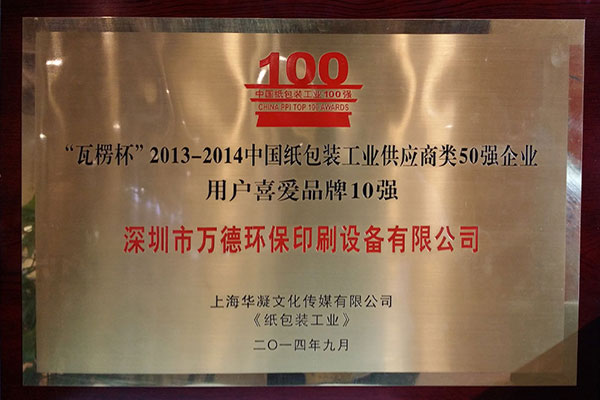 100
中国纸包装工业100强
CHINA PPI TOP 100 AWARDS
“瓦楞杯”2013-2014中国纸包装工业供应商类50强企业
用户喜爱品牌10强
深圳市万德环保印刷设备有限公司
上海华凝文化传媒有限公司
《纸包装工业》
二〇一四年九月